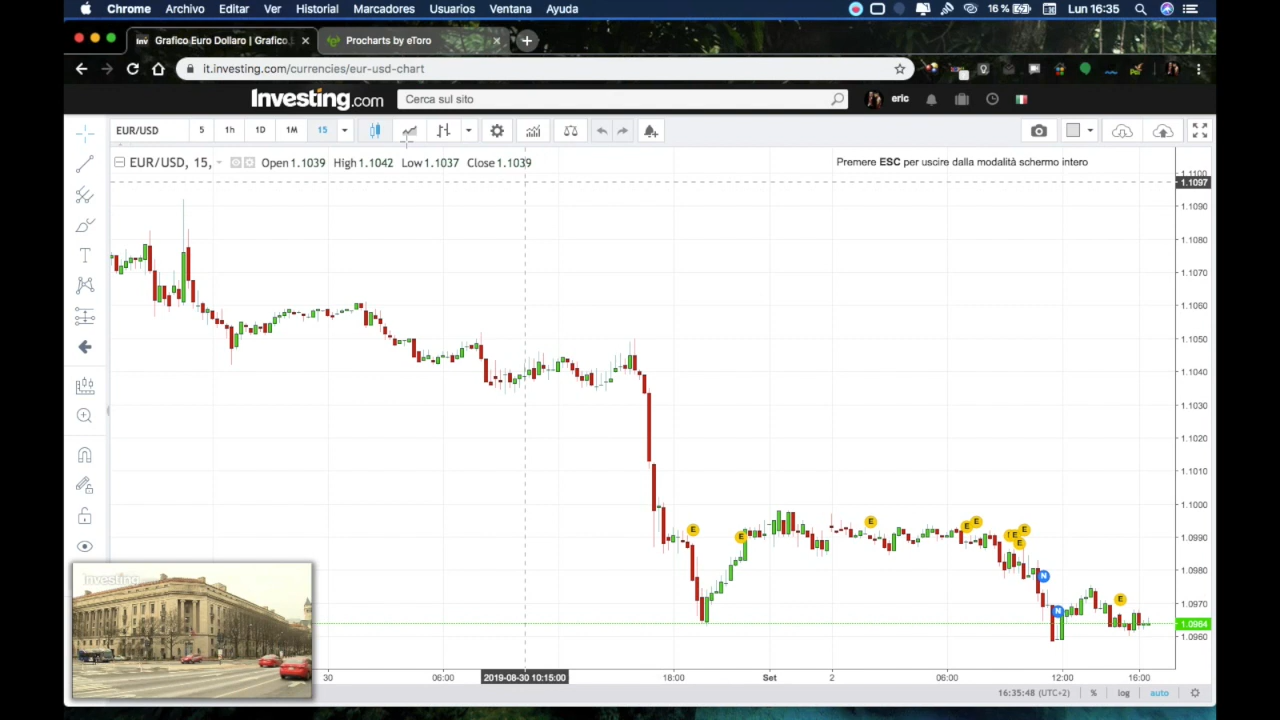 Chrome Archivo Editar Ver Historial Marcadores Usuarios Ventana Ayuda 16 % Lun 16:35
Grafico Euro Dollaro | Grafico Procharts by eToro
it.investing.com/currencies/eur-usd-chart
Investing.com Cerca sul sito eric
EUR/USD 5 1h 1D 1M 15
EUR/USD, 15, Open 1.1039 High 1.1042 Low 1.1037 Close 1.1039 Premere ESC per uscire dalla modalità schermo intero
1.1100
1.1097
1.1090
1.1080
1.1070
1.1060
1.1050
1.1040
1.1030
1.1020
1.1010
1.1000
1.0990
1.0980
1.0970
1.0964
1.0960
E E E E E E E E E
N N
Investing
30 06:00 2019-08-30 10:15:00 18:00 Set 2 06:00 12:00 16:00
16:35:48 (UTC+2) % log auto